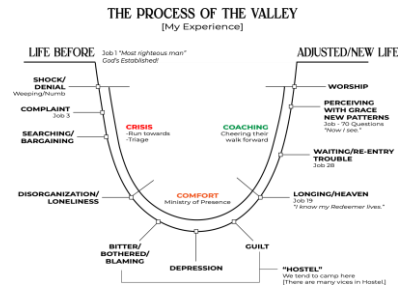 THE PROCESS OF THE VALLEY
[My Experience]
LIFE BEFORE
Job 1 "Most righteous man"
God's Established!
ADJUSTED/NEW LIFE
SHOCK/
DENIAL
Weeping/Numb
COMPLAINT
Job 3
SEARCHING/
BARGAINING
DISORGANIZATION/
LONELINESS
BITTER/
BOTHERED/
BLAMING
DEPRESSION
GUILT
"HOSTEL"
We tend to camp here
[There are many vices in Hostel.]
CRISIS
-Run towards
-Triage
COMFORT
Ministry of Presence
COACHING
Cheering their
walk forward
WORSHIP
PERCEIVING
WITH GRACE
NEW PATTERNS
Job - 70 Questions
"Now I see."
WAITING/RE-ENTRY
TROUBLE
Job 28
LONGING/HEAVEN
Job 19
"I know my Redeemer lives."